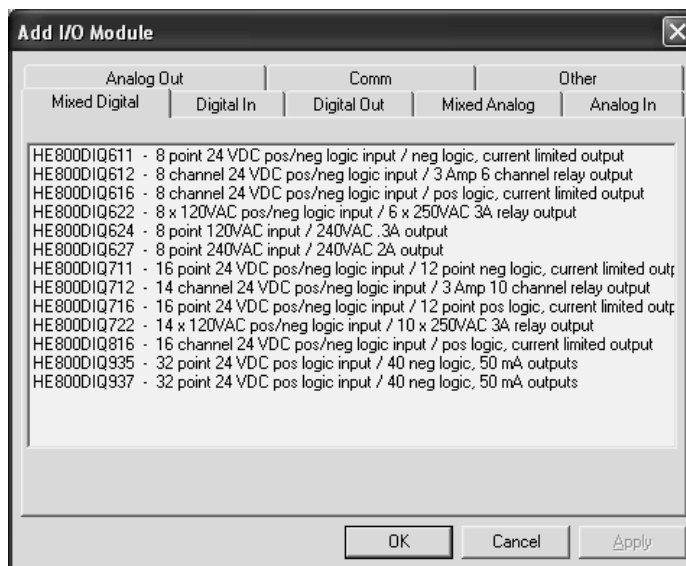 Add I/O Module
Analog Out Comm Other
Mixed Digital Digital In Digital Out Mixed Analog Analog In
HE800DIQ611 - 8 point 24 VDC pos/neg logic input / neg logic, current limited output
HE800DIQ612 - 8 channel 24 VDC pos/neg logic input / 3 Amp 6 channel relay output
HE800DIQ616 - 8 channel 24 VDC pos/neg logic input / pos logic, current limited output
HE800DIQ622 - 8 x 120VAC pos/neg logic input / 6 x 250VAC 3A relay output
HE800DIQ624 - 8 point 120VAC input / 240VAC .3A output
HE800DIQ627 - 8 point 240VAC input / 240VAC 2A output
HE800DIQ711 - 16 point 24 VDC pos/neg logic input / 12 point neg logic, current limited outp
HE800DIQ712 - 14 channel 24 VDC pos/neg logic input / 3 Amp 10 channel relay output
HE800DIQ716 - 16 point 24 VDC pos/neg logic input / 12 point pos logic, current limited outp
HE800DIQ722 - 14 x 120VAC pos/neg logic input / 10 x 250VAC 3A relay output
HE800DIQ816 - 16 channel 24 VDC pos/neg logic input / pos logic, current limited output
HE800DIQ935 - 32 point 24 VDC pos logic input / 40 neg logic, 50 mA outputs
HE800DIQ937 - 32 point 24 VDC pos logic input / 40 neg logic, 50 mA outputs
OK Cancel Apply